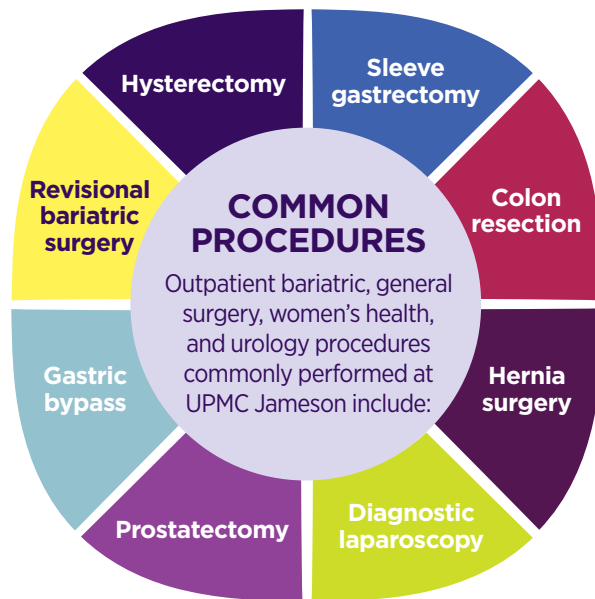 COMMON
PROCEDURES
Outpatient bariatric, general
surgery, women’s health,
and urology procedures
commonly performed at
UPMC Jameson include:
Sleeve
gastrectomy
Colon
resection
Hernia
surgery
Diagnostic
laparoscopy
Prostatectomy
Gastric
bypass
Revisional
bariatric
surgery
Hysterectomy